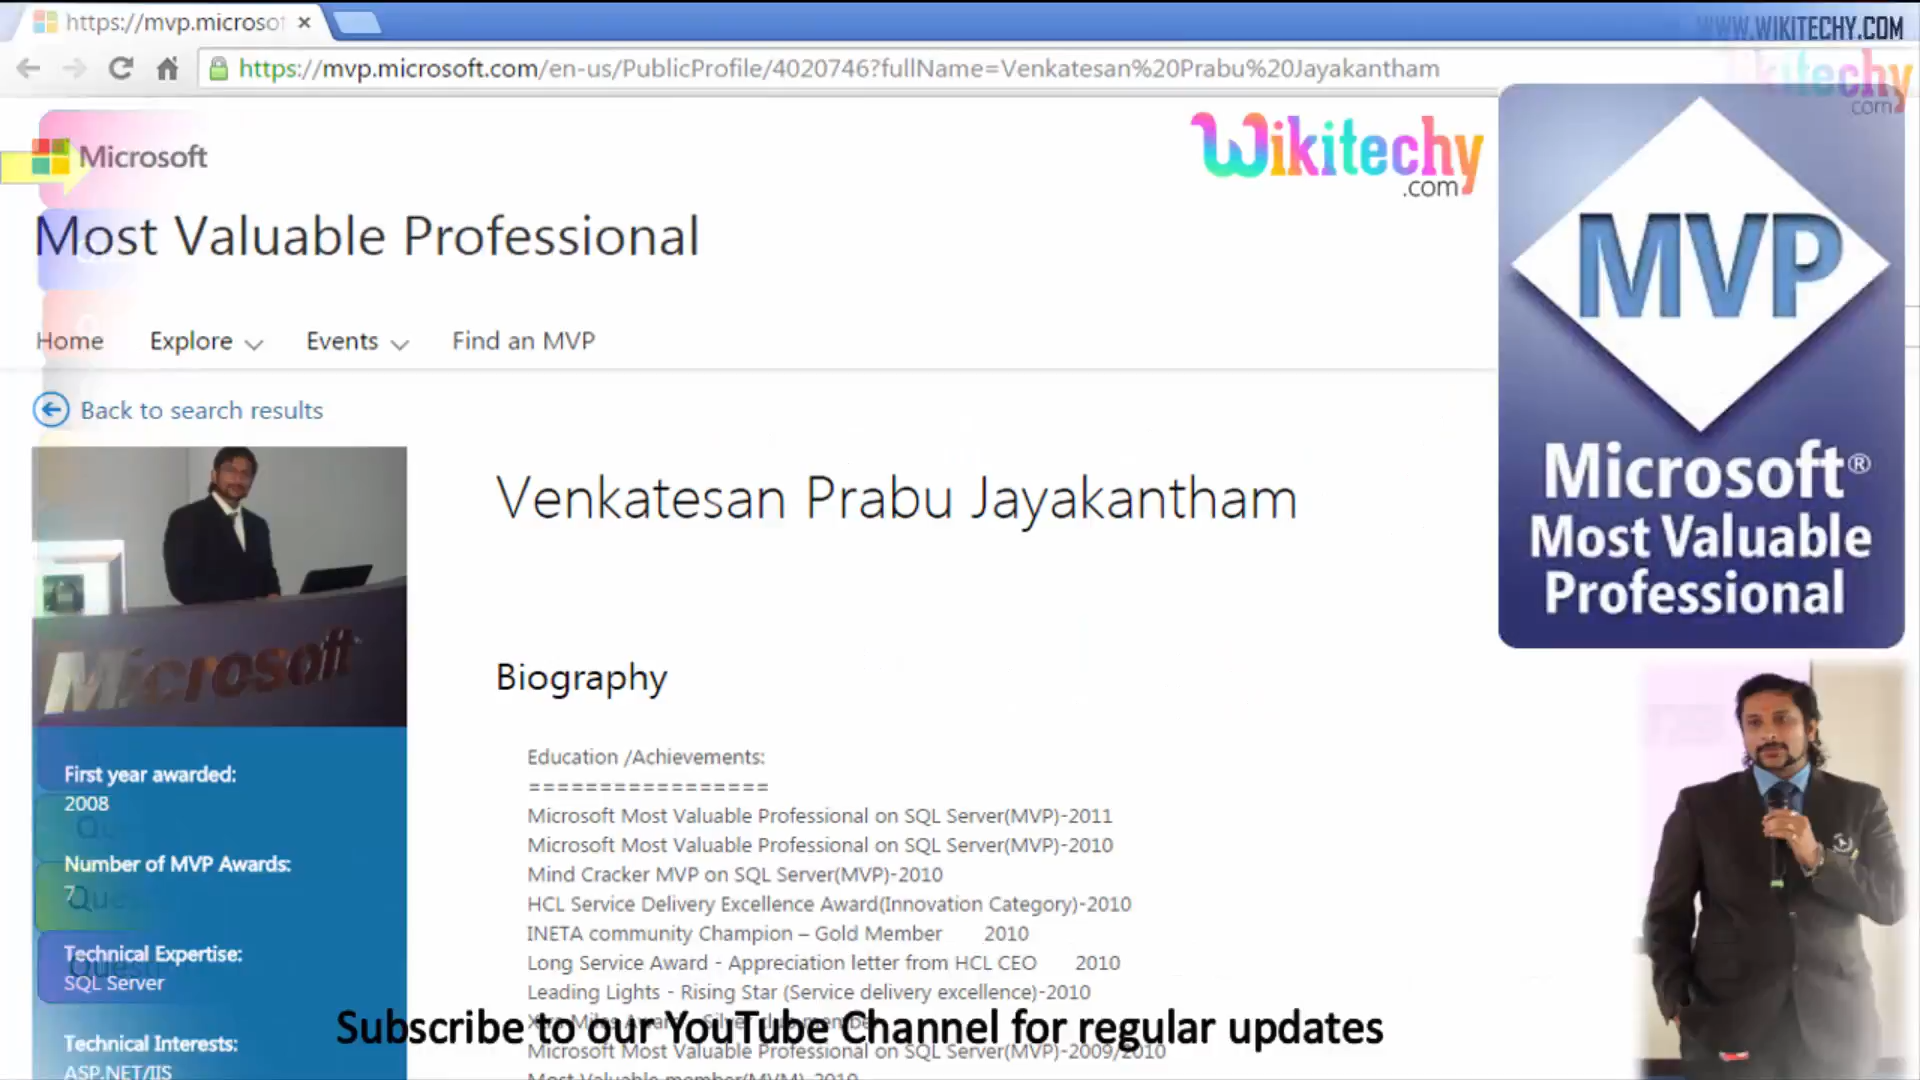 https://mvp.microsof
WWW.WIKITECHY.COM
https://mvp.microsoft.com/en-us/PublicProfile/4020746?fullName=Venkatesan%20Prabu%20Jayakantham
Wikitechy
.com
Microsoft
Most Valuable Professional
Home Explore Events Find an MVP
Back to search results
MVP
Microsoft®
Most Valuable
Professional
Venkatesan Prabu Jayakantham
Microsoft
Biography
Education /Achievements:
=================
Microsoft Most Valuable Professional on SQL Server(MVP)-2011
Microsoft Most Valuable Professional on SQL Server(MVP)-2010
Mind Cracker MVP on SQL Server(MVP)-2010
HCL Service Delivery Excellence Award(Innovation Category)-2010
INETA community Champion – Gold Member 2010
Long Service Award - Appreciation letter from HCL CEO 2010
Leading Lights - Rising Star (Service delivery excellence)-2010
Microsoft Most Valuable Professional on SQL Server(MVP)-2009/2010
Most Valuable member(MVM)-2010
First year awarded:
2008
Number of MVP Awards:
7
Technical Expertise:
SQL Server
Technical Interests:
ASP.NET/IIS
Subscribe to our YouTube Channel for regular updates